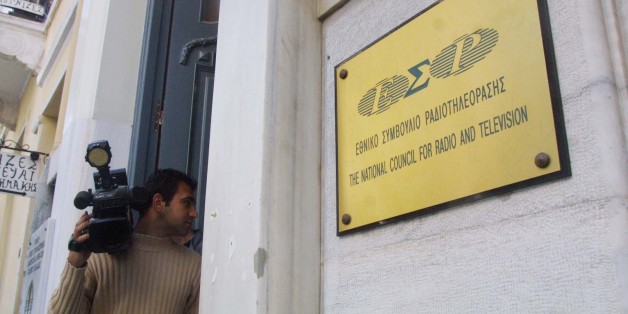 ΕΣΡ
ΕΘΝΙΚΟ ΣΥΜΒΟΥΛΙΟ ΡΑΔΙΟΤΗΛΕΟΡΑΣΗΣ
THE NATIONAL COUNCIL FOR RADIO AND TELEVISION